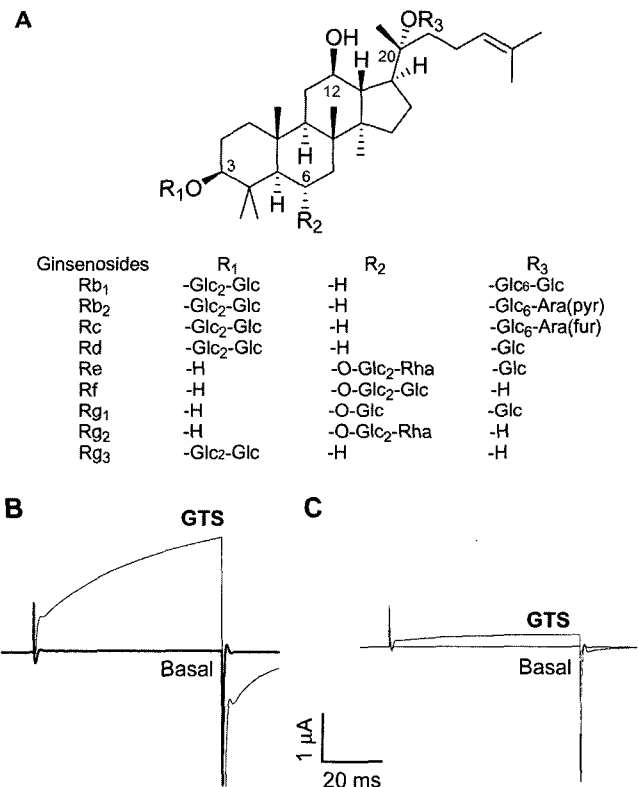 A
OH
OR3
20
H
12
H
H
3
6
R1O
H
R2
Ginsenosides R1 R2 R3
Rb1 -Glc2-Glc -H -Glc6-Glc
Rb2 -Glc2-Glc -H -Glc6-Ara(pyr)
Rc -Glc2-Glc -H -Glc6-Ara(fur)
Rd -Glc2-Glc -H -Glc
Re -H -O-Glc2-Rha -Glc
Rf -H -O-Glc2-Glc -H
Rg1 -H -O-Glc -Glc
Rg2 -H -O-Glc2-Rha -H
Rg3 -Glc2-Glc -H -H
B
GTS
Basal
C
GTS
Basal
1 µA
20 ms